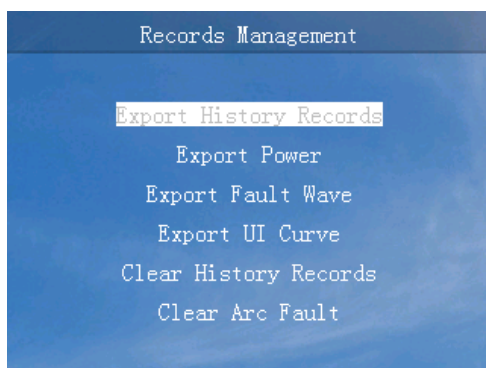 Records Management
Export History Records
Export Power
Export Fault Wave
Export UI Curve
Clear History Records
Clear Arc Fault